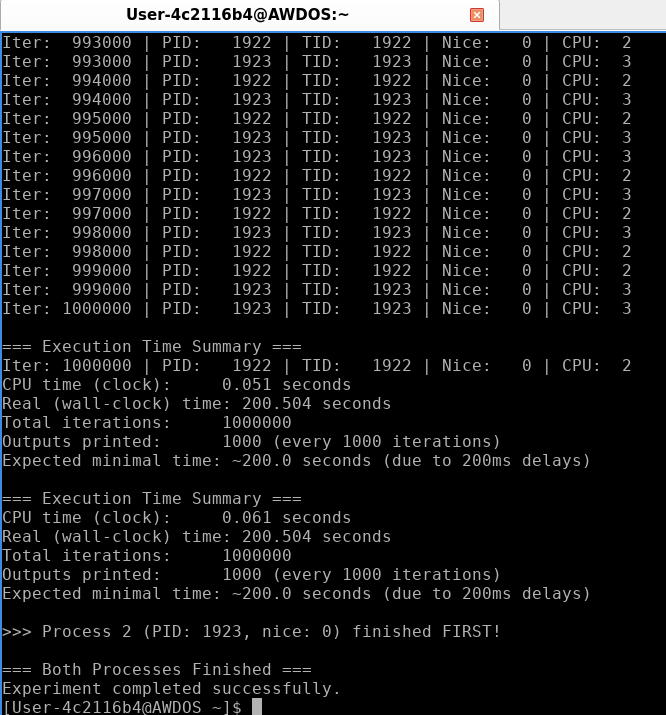 User-4c2116b4@AWDOS:~
Iter:  993000 | PID:   1922 | TID:   1922 | Nice:   0 | CPU:  2
Iter:  993000 | PID:   1923 | TID:   1923 | Nice:   0 | CPU:  3
Iter:  994000 | PID:   1922 | TID:   1922 | Nice:   0 | CPU:  2
Iter:  994000 | PID:   1923 | TID:   1923 | Nice:   0 | CPU:  3
Iter:  995000 | PID:   1922 | TID:   1922 | Nice:   0 | CPU:  2
Iter:  995000 | PID:   1923 | TID:   1923 | Nice:   0 | CPU:  3
Iter:  996000 | PID:   1923 | TID:   1923 | Nice:   0 | CPU:  3
Iter:  996000 | PID:   1922 | TID:   1922 | Nice:   0 | CPU:  2
Iter:  997000 | PID:   1923 | TID:   1923 | Nice:   0 | CPU:  3
Iter:  997000 | PID:   1922 | TID:   1922 | Nice:   0 | CPU:  2
Iter:  998000 | PID:   1923 | TID:   1923 | Nice:   0 | CPU:  3
Iter:  998000 | PID:   1922 | TID:   1922 | Nice:   0 | CPU:  2
Iter:  999000 | PID:   1922 | TID:   1922 | Nice:   0 | CPU:  2
Iter:  999000 | PID:   1923 | TID:   1923 | Nice:   0 | CPU:  3
Iter: 1000000 | PID:   1923 | TID:   1923 | Nice:   0 | CPU:  3
=== Execution Time Summary ===
Iter: 1000000 | PID:   1922 | TID:   1922 | Nice:   0 | CPU:  2
CPU time (clock):     0.051 seconds
Real (wall-clock) time: 200.504 seconds
Total iterations:     1000000
Outputs printed:      1000 (every 1000 iterations)
Expected minimal time: ~200.0 seconds (due to 200ms delays)
=== Execution Time Summary ===
CPU time (clock):     0.061 seconds
Real (wall-clock) time: 200.504 seconds
Total iterations:     1000000
Outputs printed:      1000 (every 1000 iterations)
Expected minimal time: ~200.0 seconds (due to 200ms delays)
>>> Process 2 (PID: 1923, nice: 0) finished FIRST!
=== Both Processes Finished ===
Experiment completed successfully.
[User-4c2116b4@AWDOS ~]$